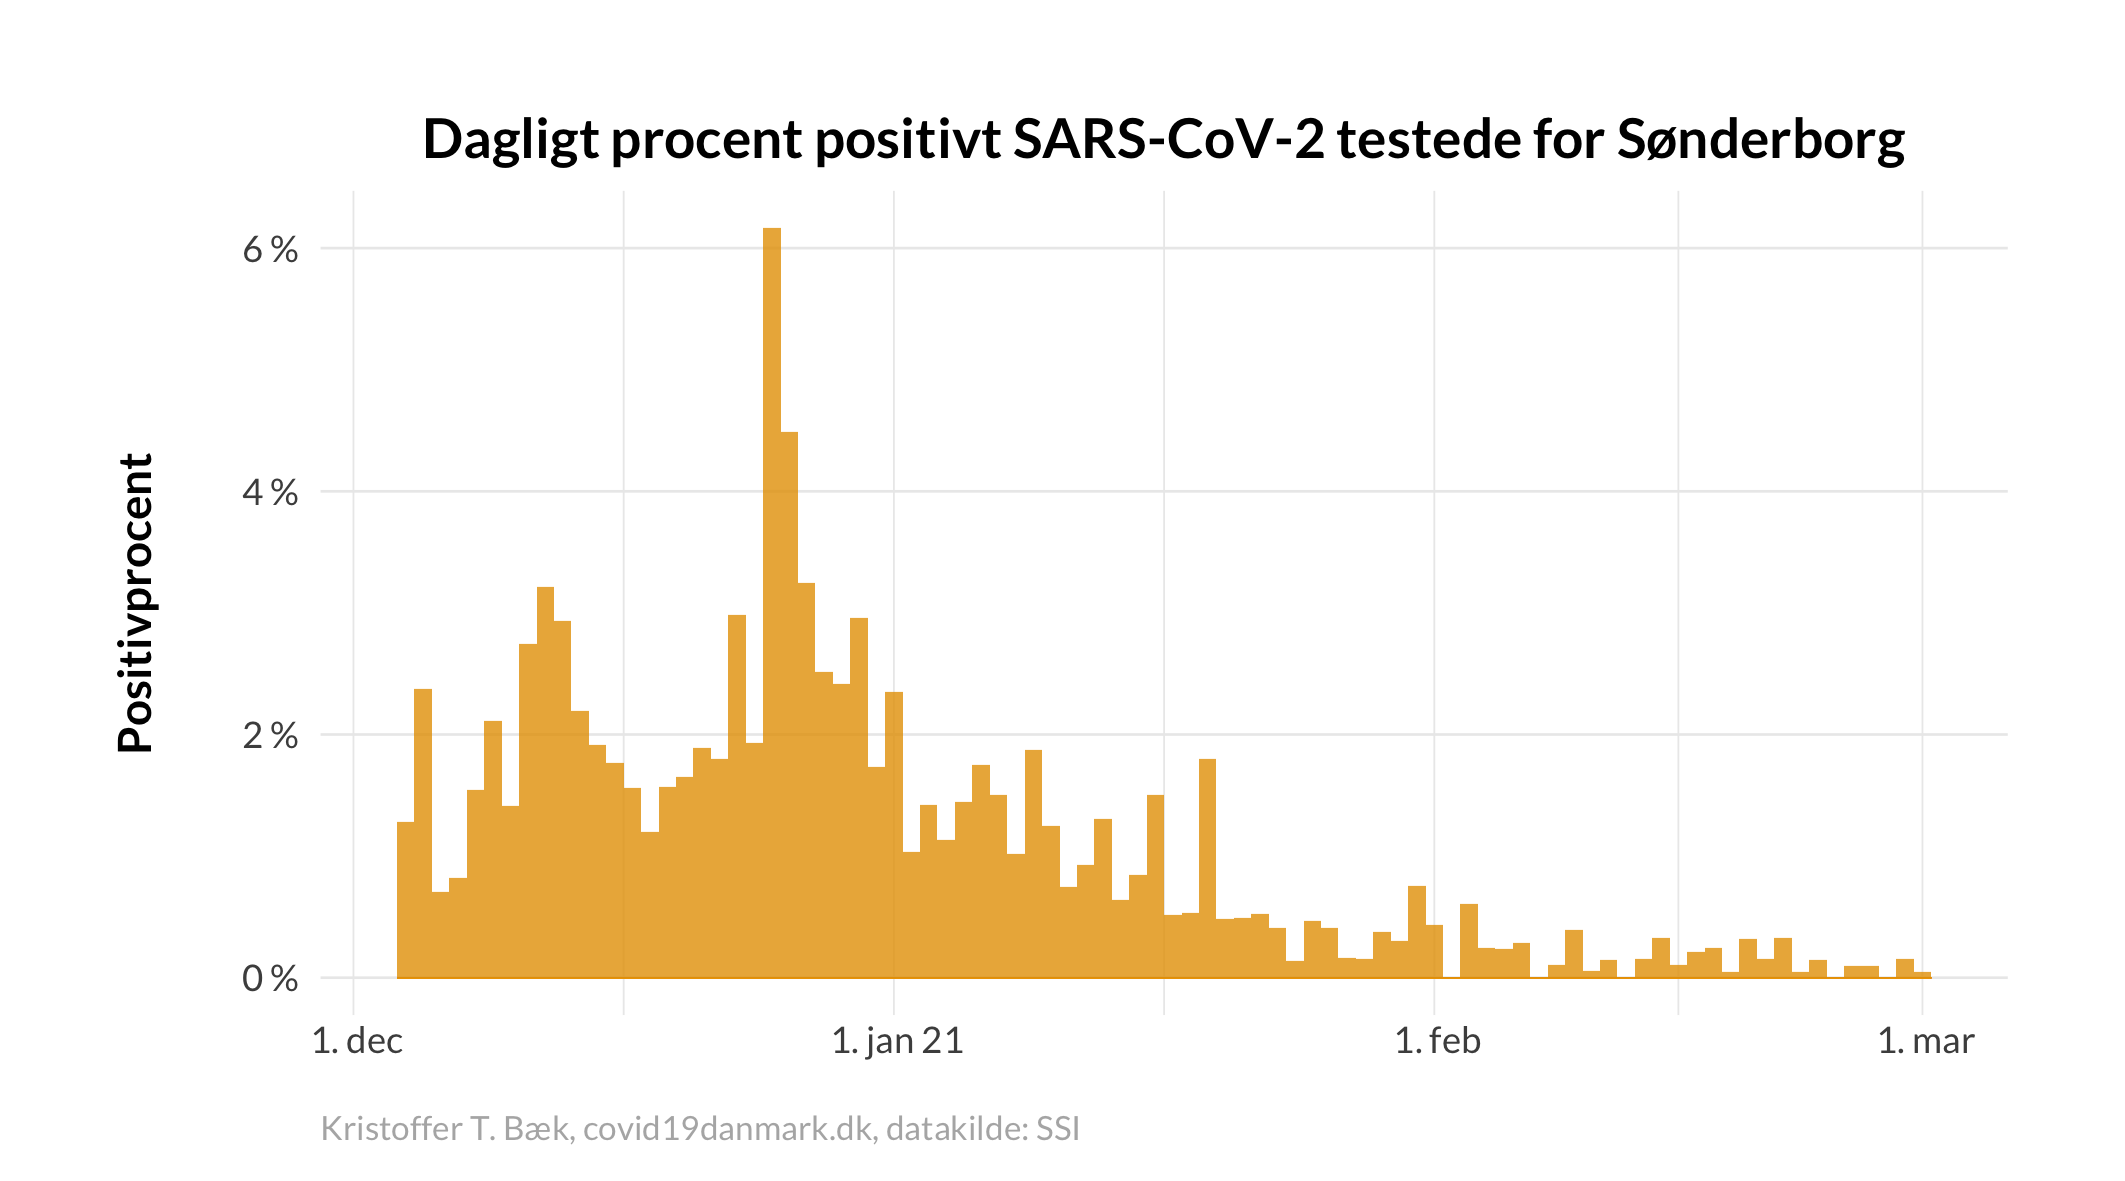 Dagligt procent positivt SARS-CoV-2 testede for Sønderborg
Positivprocent
6 %
4 %
2 %
0 %
1. dec
1. jan 21
1. feb
1. mar
Kristoffer T. Bæk, covid19danmark.dk, datakilde: SSI